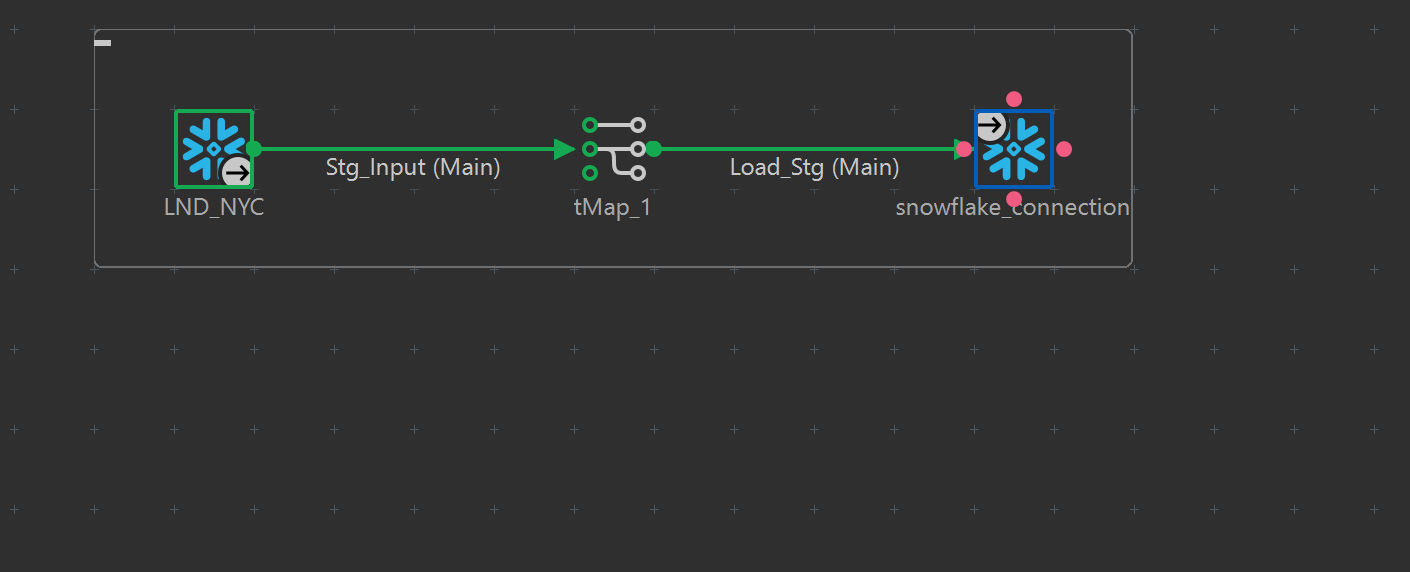 Stg_Input (Main)
Load_Stg (Main)
LND_NYC
tMap_1
snowflake_connection